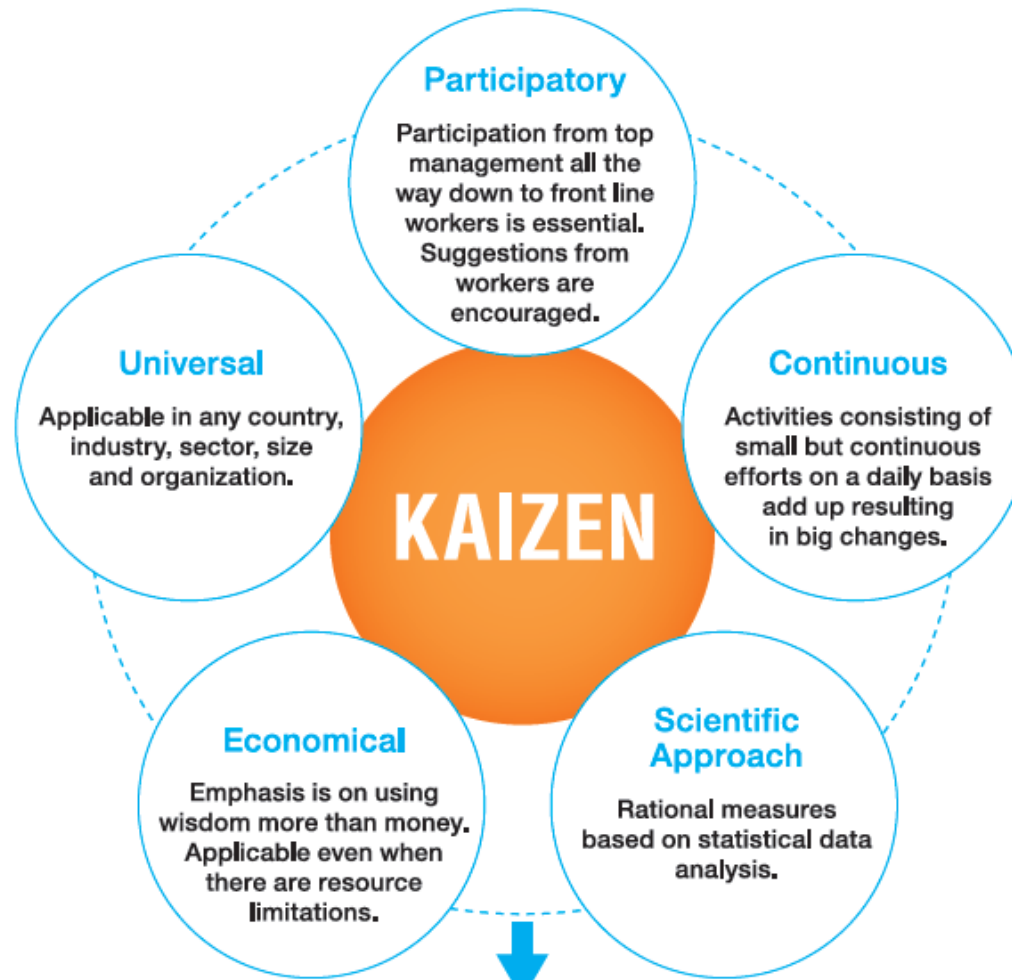 Participatory
Participation from top
management all the
way down to front line
workers is essential.
Suggestions from
workers are
encouraged.
Universal
Applicable in any country,
industry, sector, size
and organization.
Continuous
Activities consisting of
small but continuous
efforts on a daily basis
add up resulting
in big changes.
KAIZEN
Economical
Emphasis is on using
wisdom more than money.
Applicable even when
there are resource
limitations.
Scientific
Approach
Rational measures
based on statistical data
analysis.